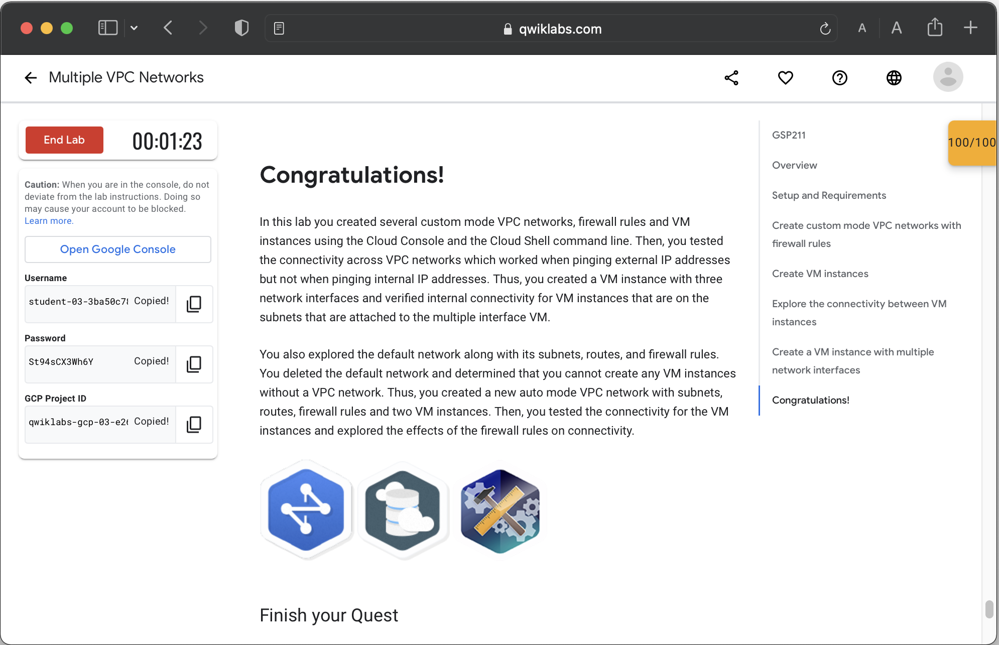 qwiklabs.com
A
A
Multiple VPC Networks
End Lab
00:01:23
Caution: When you are in the console, do not
deviate from the lab instructions. Doing so
may cause your account to be blocked.
Learn more.
Open Google Console
Username
student-03-3ba50c78 Copied!
Password
St94sCX3Wh6Y Copied!
GCP Project ID
qwiklabs-gcp-03-e26 Copied!
Congratulations!
In this lab you created several custom mode VPC networks, firewall rules and VM
instances using the Cloud Console and the Cloud Shell command line. Then, you tested
the connectivity across VPC networks which worked when pinging external IP addresses
but not when pinging internal IP addresses. Thus, you created a VM instance with three
network interfaces and verified internal connectivity for VM instances that are on the
subnets that are attached to the multiple interface VM.
You also explored the default network along with its subnets, routes, and firewall rules.
You deleted the default network and determined that you cannot create any VM instances
without a VPC network. Thus, you created a new auto mode VPC network with subnets,
routes, firewall rules and two VM instances. Then, you tested the connectivity for the VM
instances and explored the effects of the firewall rules on connectivity.
Finish your Quest
GSP211
Overview
Setup and Requirements
Create custom mode VPC networks with
firewall rules
Create VM instances
Explore the connectivity between VM
instances
Create a VM instance with multiple
network interfaces
Congratulations!
100/100